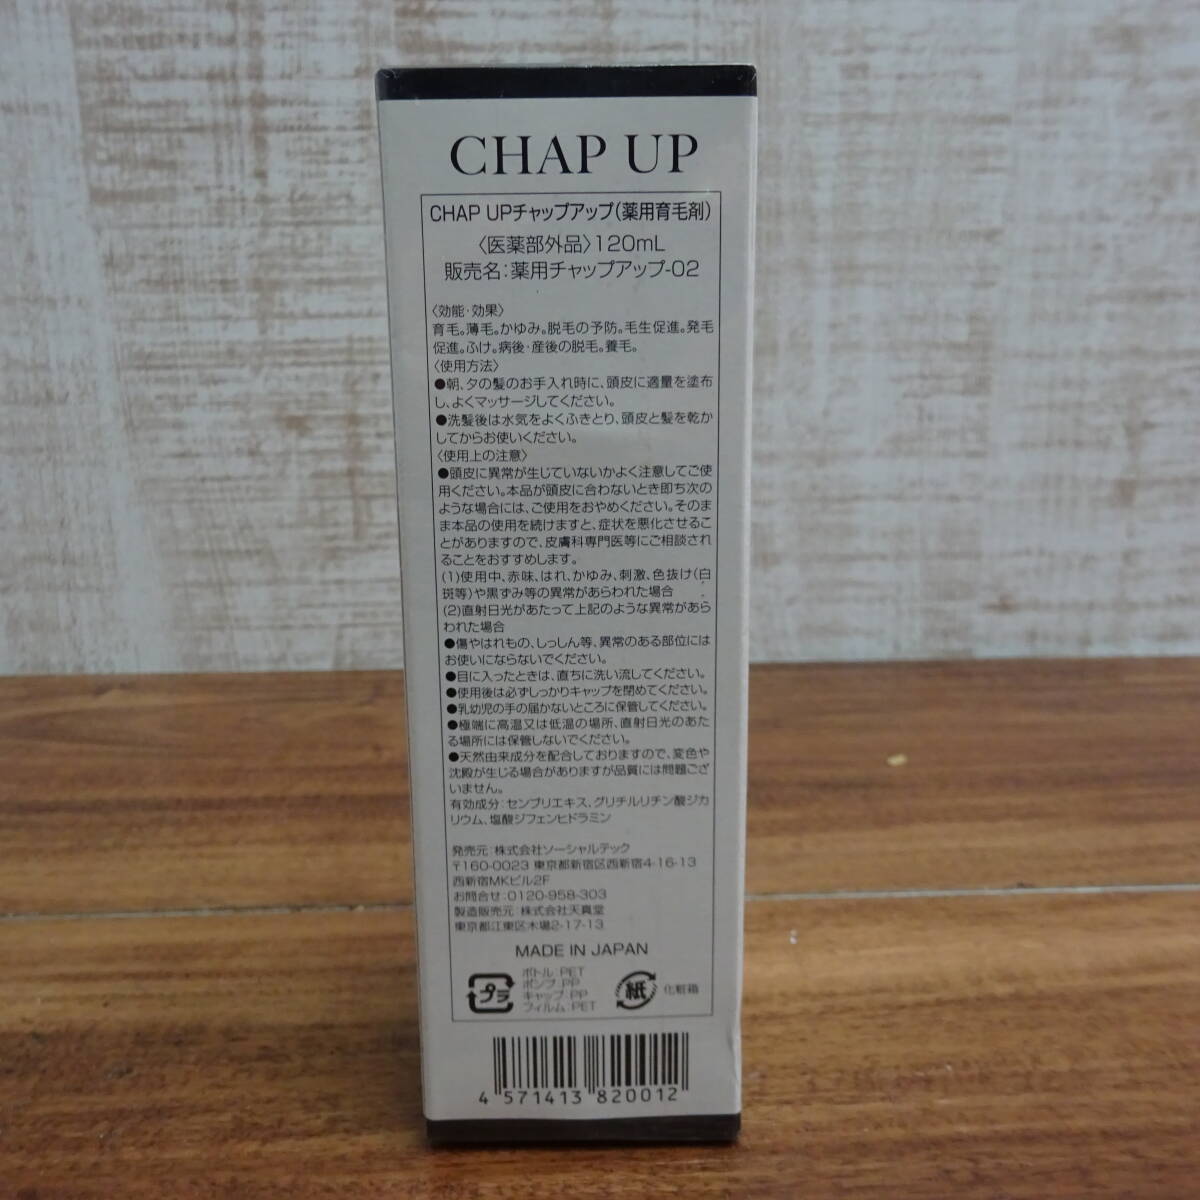 CHAP UP
CHAP UPチャップアップ(薬用育毛剤)
〈医薬部外品〉120mL
販売名:薬用チャップアップ-02
〈効能・効果〉
育毛。薄毛。かゆみ。脱毛の予防。毛生促進。発毛
促進。ふけ。病後・産後の脱毛。養毛。
〈使用方法〉
●朝、夕の髪のお手入れ時に、頭皮に適量を塗布
し、よくマッサージしてください。
●洗髪後は水気をよくふきとり、頭皮と髪を乾か
してからお使いください。
〈使用上の注意〉
●頭皮に異常が生じていないかよく注意してご使
用ください。本品が頭皮に合わないとき即ち次の
ような場合には、ご使用をおやめください。そのま
ま本品の使用を続けますと、症状を悪化させるこ
とがありますので、皮膚科専門医等にご相談され
ることをおすすめします。
(1)使用中、赤味、はれ、かゆみ、刺激、色抜け(白
斑等)や黒ずみ等の異常があらわれた場合
(2)直射日光があたって上記のような異常があら
われた場合
●傷やはれもの、しっしん等、異常のある部位には
お使いにならないでください。
●目に入ったときは、直ちに洗い流してください。
●使用後は必ずしっかりキャップを閉めてください。
●乳幼児の手の届かないところに保管してください。
●極端に高温又は低温の場所、直射日光のあた
る場所には保管しないでください。
●天然由来成分を配合しておりますので、変色や
沈殿が生じる場合がありますが品質には問題ござ
いません。
有効成分:センブリエキス、グリチルリチン酸ジカ
リウム、塩酸ジフェンヒドラミン
発売元:株式会社ソーシャルテック
〒160-0023 東京都新宿区西新宿4-16-13
西新宿MKビル2F
お問合せ:0120-958-303
製造販売元 株式会社天真堂
東京都江東区木場2-17-13
MADE IN JAPAN
プラ
ボトル:PET
ポンプ:PP
キャップ:PP
フィルム:PET
紙
化粧箱
4 571413 820012